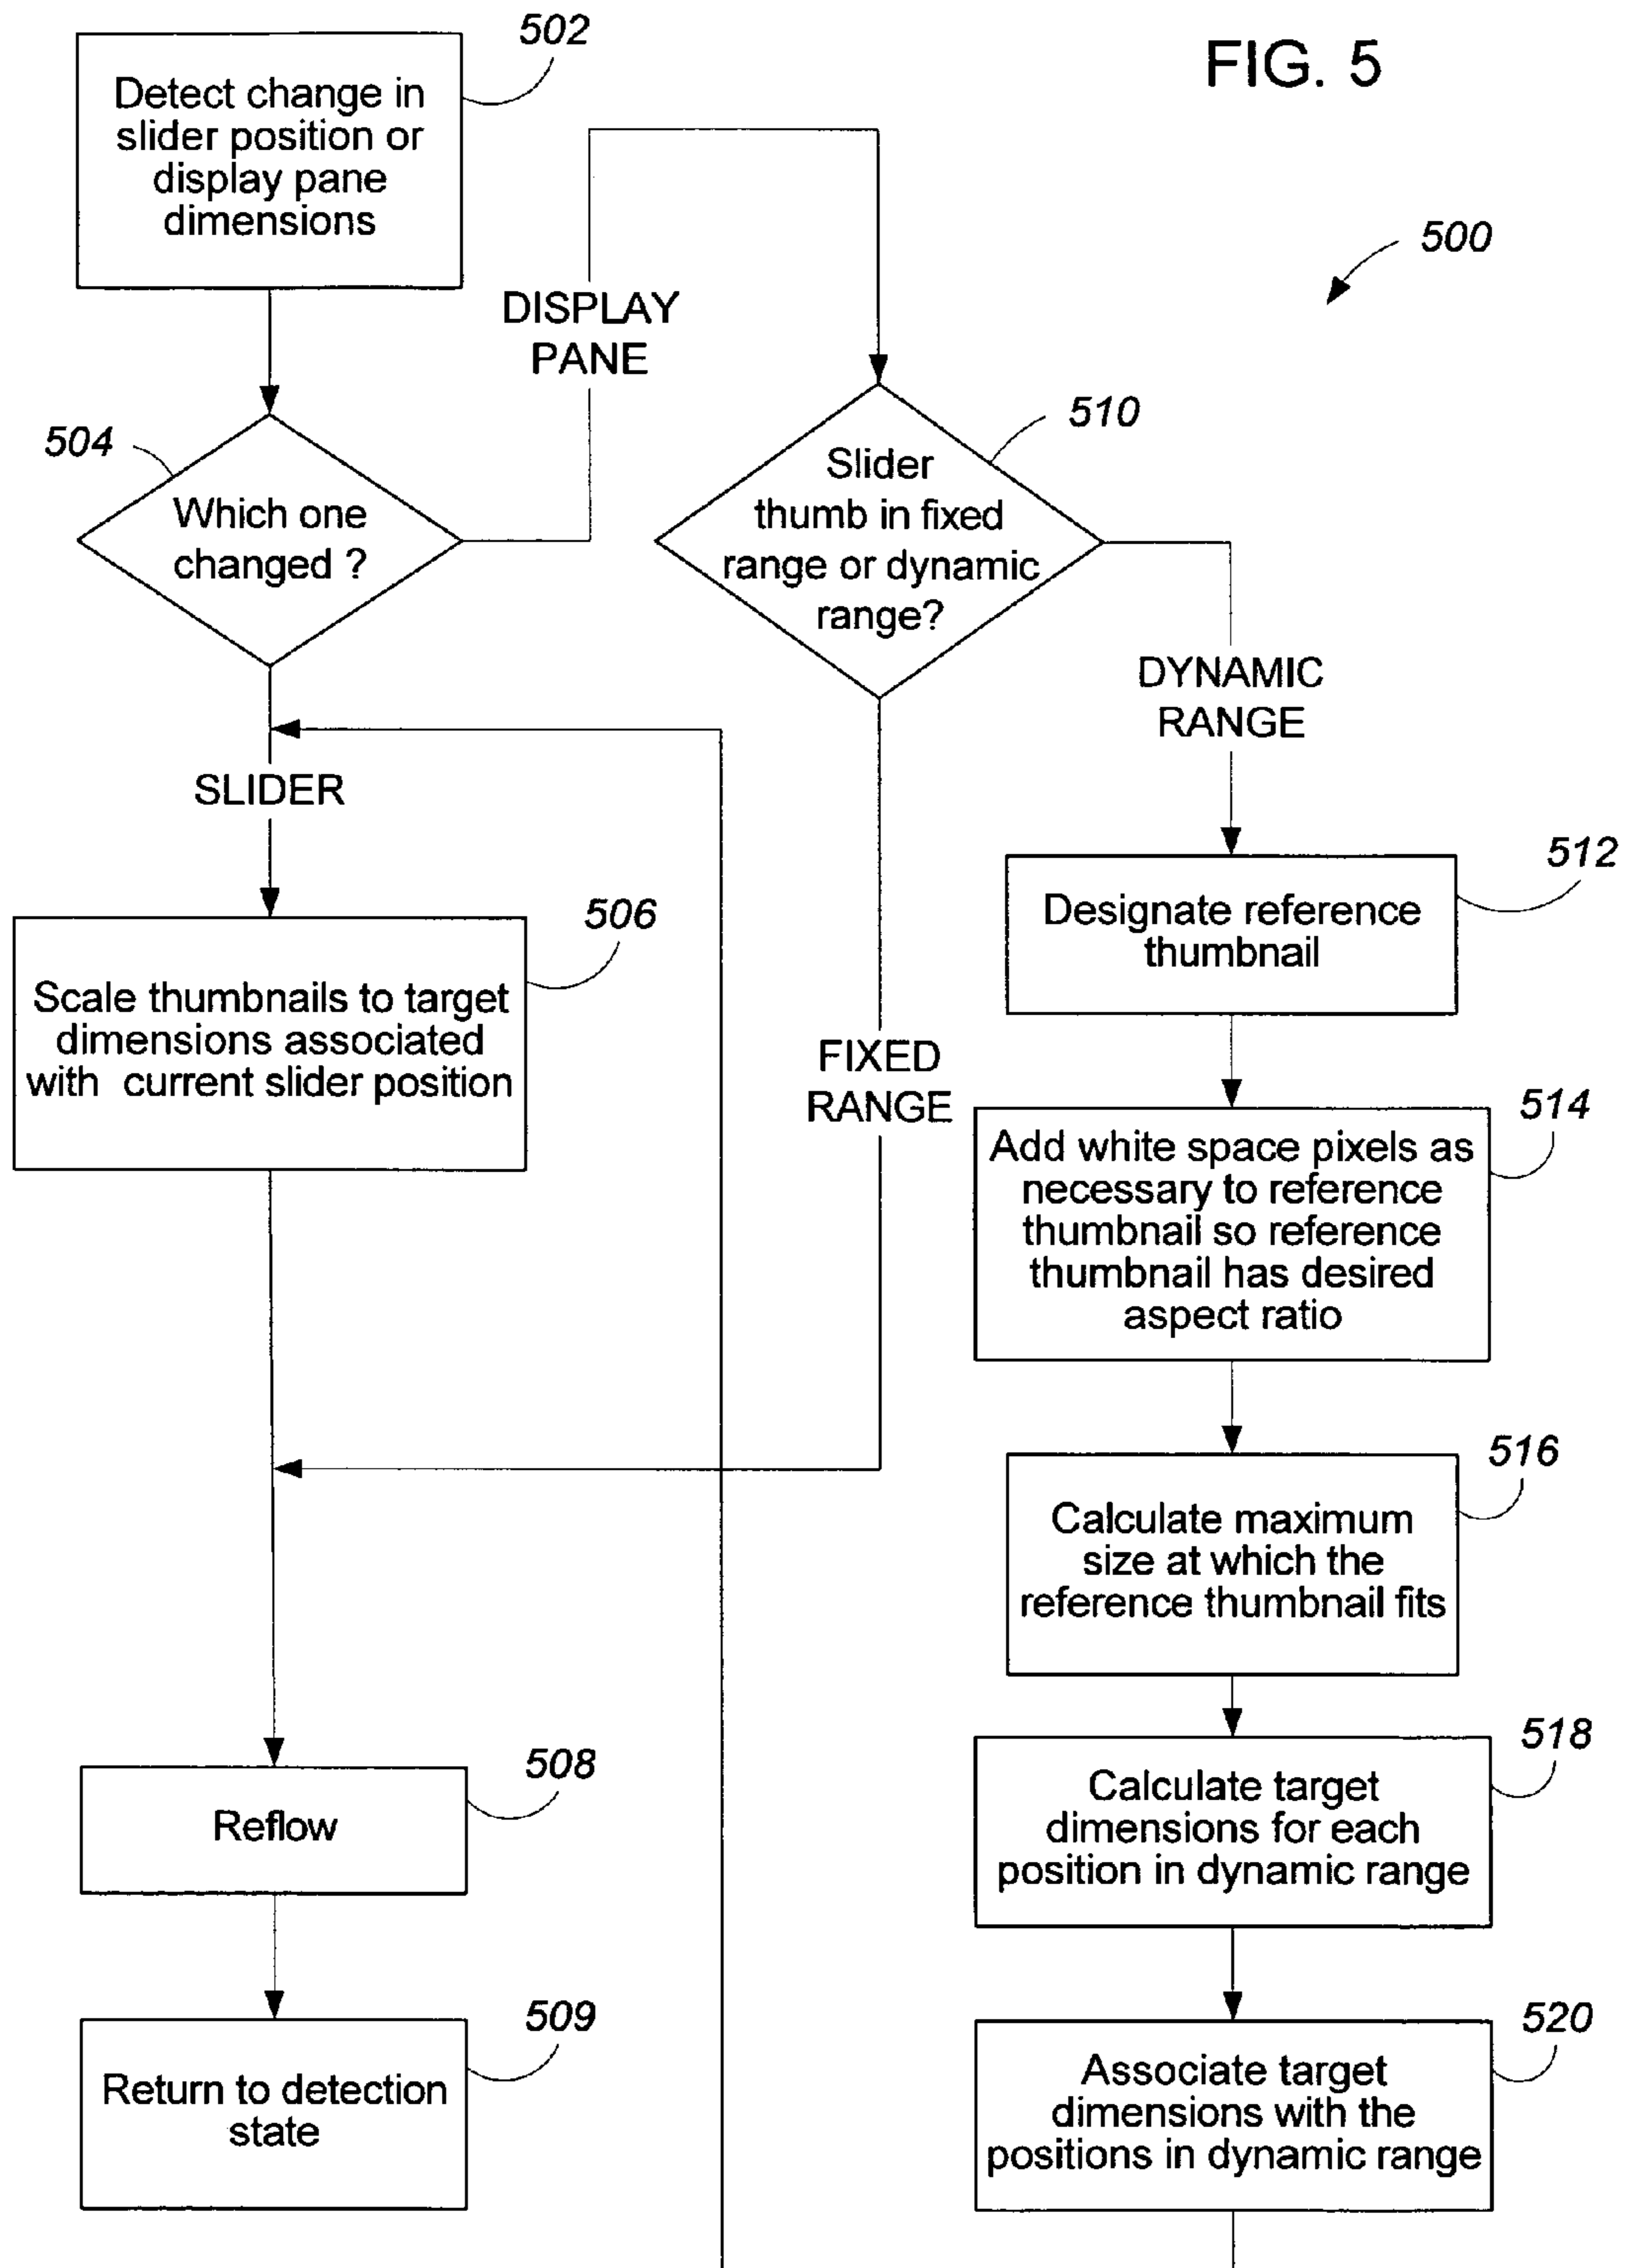 FIG. 5
500
502
Detect change in
slider position or
display pane
dimensions
504
Which one
changed ?
DISPLAY
PANE
SLIDER
506
Scale thumbnails to target
dimensions associated
with current slider position
508
Reflow
509
Return to detection
state
510
Slider
thumb in fixed
range or dynamic
range?
FIXED
RANGE
DYNAMIC
RANGE
512
Designate reference
thumbnail
514
Add white space pixels as
necessary to reference
thumbnail so reference
thumbnail has desired
aspect ratio
516
Calculate maximum
size at which the
reference thumbnail fits
518
Calculate target
dimensions for each
position in dynamic range
520
Associate target
dimensions with the
positions in dynamic range